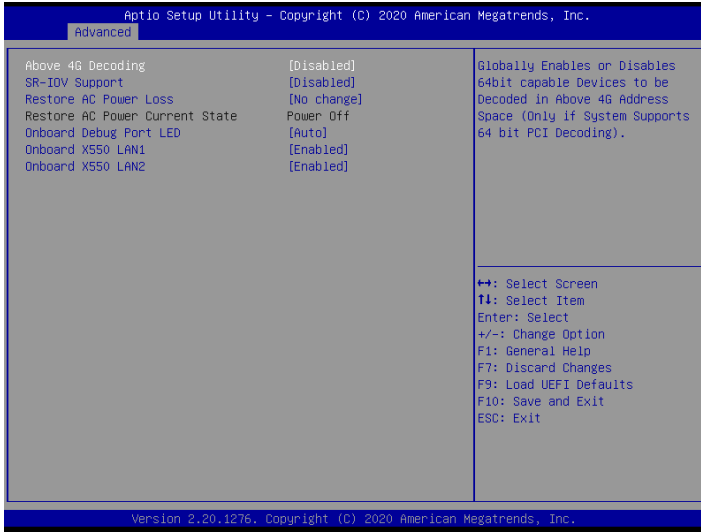 Aptio Setup Utility – Copyright (C) 2020 American Megatrends, Inc.
Advanced
Above 4G Decoding [Disabled]
SR-IOV Support [Disabled]
Restore AC Power Loss [No change]
Restore AC Power Current State Power Off
Onboard Debug Port LED [Auto]
Onboard X550 LAN1 [Enabled]
Onboard X550 LAN2 [Enabled]
Globally Enables or Disables
64bit capable Devices to be
Decoded in Above 4G Address
Space (Only if System Supports
64 bit PCI Decoding).
↔: Select Screen
↑↓: Select Item
Enter: Select
+/-: Change Option
F1: General Help
F7: Discard Changes
F9: Load UEFI Defaults
F10: Save and Exit
ESC: Exit
Version 2.20.1276. Copyright (C) 2020 American Megatrends, Inc.